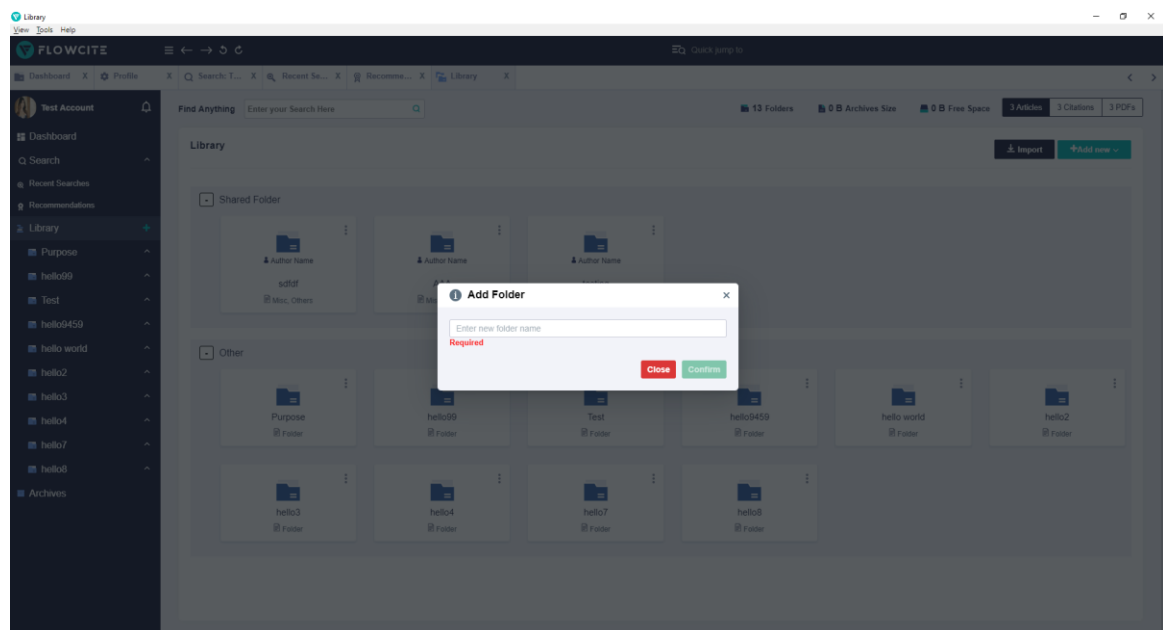 Library
View Tools Help
FLOWCITE
Quick jump to
Dashboard X Profile X Search: T... X Recent Se... X Recomme... X Library X
Test Account
Find Anything Enter your Search Here
13 Folders 0 B Archives Size 0 B Free Space 3 Articles 3 Citations 3 PDFs
Dashboard
Search
Recent Searches
Recommendations
Library
Purpose
hello99
Test
hello9459
hello world
hello2
hello3
hello4
hello7
hello8
Archives
Library
Import +Add new
Shared Folder
Author Name Author Name Author Name
sdfdf
Misc. Others
Add Folder
Enter new folder name
Required
Close Confirm
Other
Purpose hello99 Test hello9459 hello world hello2
Folder Folder Folder Folder Folder Folder
hello3 hello4 hello7 hello8
Folder Folder Folder Folder